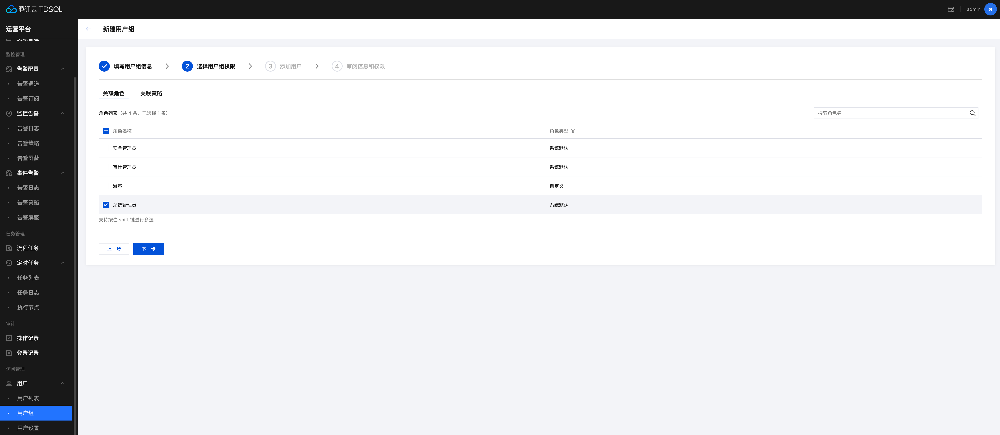 腾讯云 TDSQL
admin
a
运营平台
资源管理
监控管理
告警配置
告警通道
告警订阅
监控告警
告警日志
告警策略
告警屏蔽
事件告警
告警日志
告警策略
告警屏蔽
任务管理
流程任务
定时任务
任务列表
任务日志
执行节点
审计
操作记录
登录记录
访问管理
用户
用户列表
用户组
用户设置
新建用户组
填写用户组信息
2 选择用户组权限
3 添加用户
4 审阅信息和权限
关联角色 关联策略
角色列表 (共 4 条, 已选择 1 条)
搜索角色名
角色名称 角色类型
安全管理员 系统默认
审计管理员 系统默认
游客 自定义
系统管理员 系统默认
支持按住 shift 键进行多选
上一步 下一步